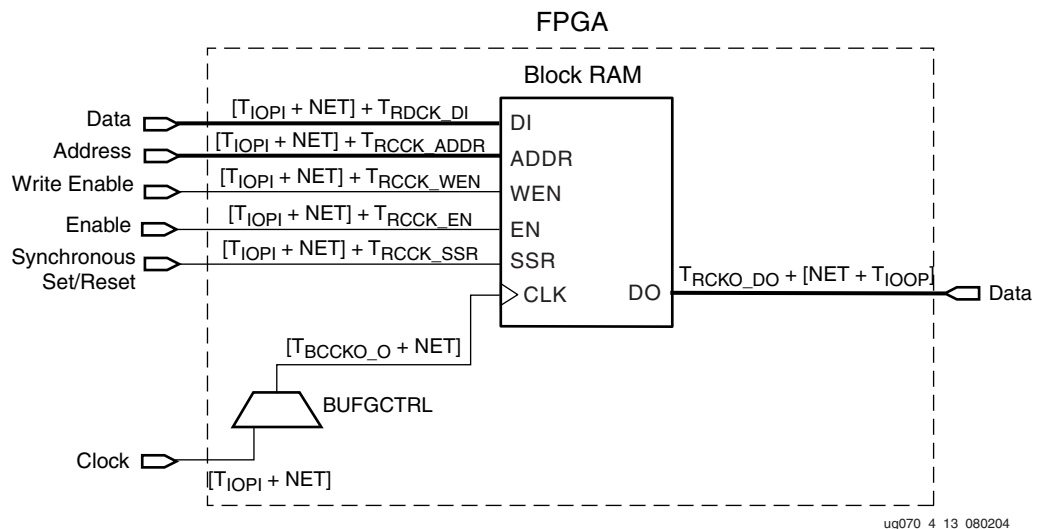 FPGA
Block RAM
Data
[TIOPI + NET] + TRDCK_DI
DI
Address
[TIOPI + NET] + TRCCK_ADDR
ADDR
Write Enable
[TIOPI + NET] + TRCCK_WEN
WEN
Enable
[TIOPI + NET] + TRCCK_EN
EN
Synchronous
Set/Reset
[TIOPI + NET] + TRCCK_SSR
SSR
CLK
DO
TRCKO_DO + [NET + TIOOP]
Data
[TBCCKO_O + NET]
BUFGCTRL
Clock
[TIOPI + NET]
ug070_4_13_080204